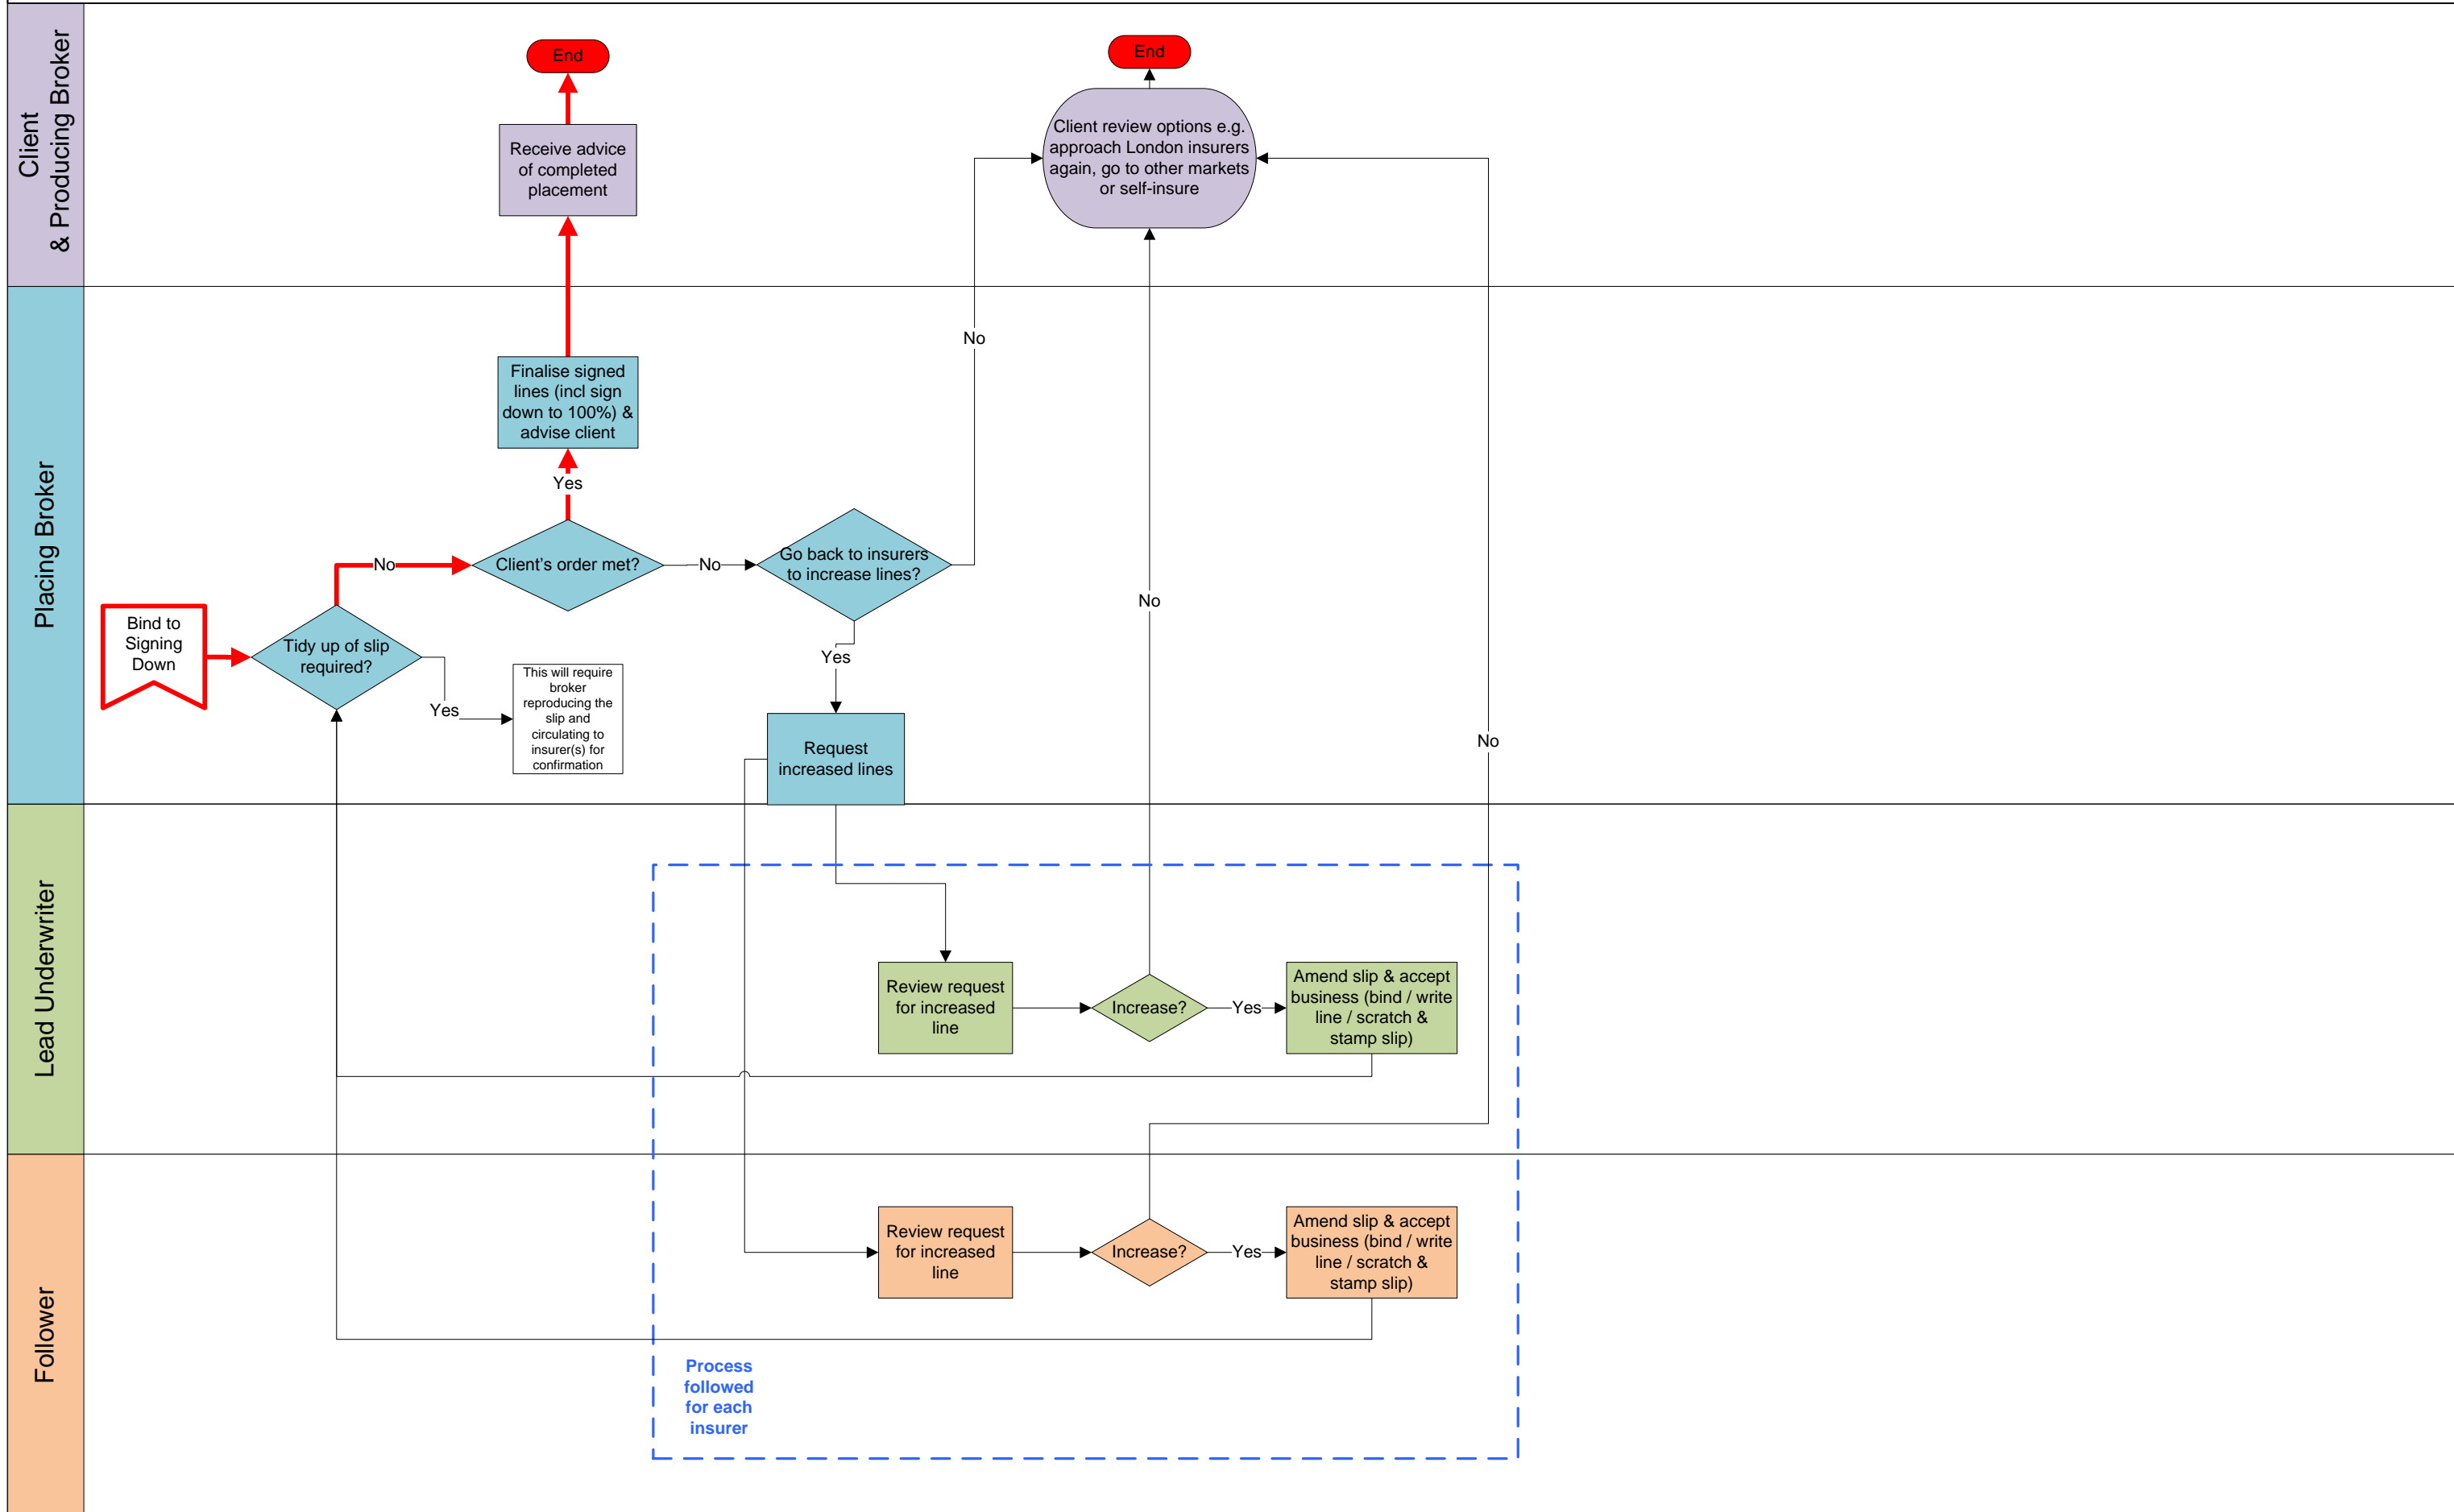 Client
& Producing Broker
End
End
Receive advice
of completed
placement
Client review options e.g.
approach London insurers
again, go to other markets
or self-insure
Placing Broker
No
Finalise signed
lines (incl sign
down to 100%) &
advise client
Yes
No
Client's order met?
No
Go back to insurers
to increase lines?
No
Bind to
Signing
Down
Tidy up of slip
required?
Yes
Yes
This will require
broker
reproducing the
slip and
circulating to
insurer(s) for
confirmation
Request
increased lines
No
Lead Underwriter
Review request
for increased
line
Increase?
Yes
Amend slip & accept
business (bind / write
line / scratch &
stamp slip)
Follower
Review request
for increased
line
Increase?
Yes
Amend slip & accept
business (bind / write
line / scratch &
stamp slip)
Process
followed
for each
insurer